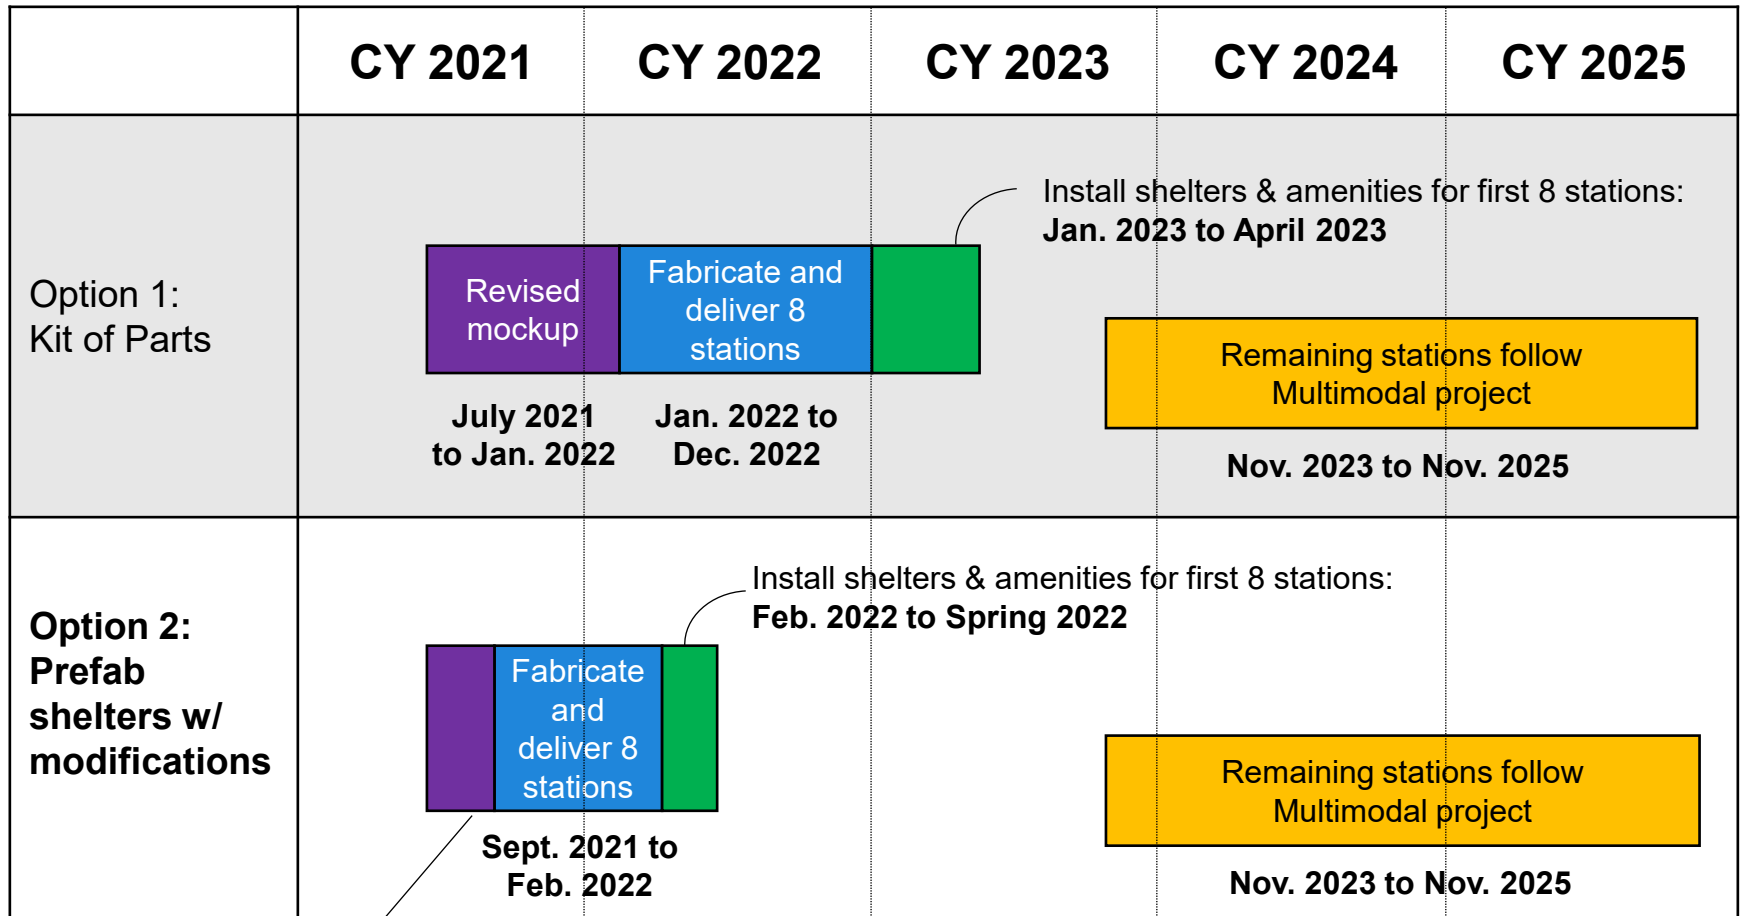 CY 2021 CY 2022 CY 2023 CY 2024 CY 2025
Option 1:
Kit of Parts
Install shelters & amenities for first 8 stations:
Jan. 2023 to April 2023
Revised
mockup
Fabricate and
deliver 8
stations
Remaining stations follow
Multimodal project
July 2021
to Jan. 2022
Jan. 2022 to
Dec. 2022
Nov. 2023 to Nov. 2025
Option 2:
Prefab
shelters w/
modifications
Install shelters & amenities for first 8 stations:
Feb. 2022 to Spring 2022
Fabricate
and
deliver 8
stations
Remaining stations follow
Multimodal project
Sept. 2021 to
Feb. 2022
Nov. 2023 to Nov. 2025